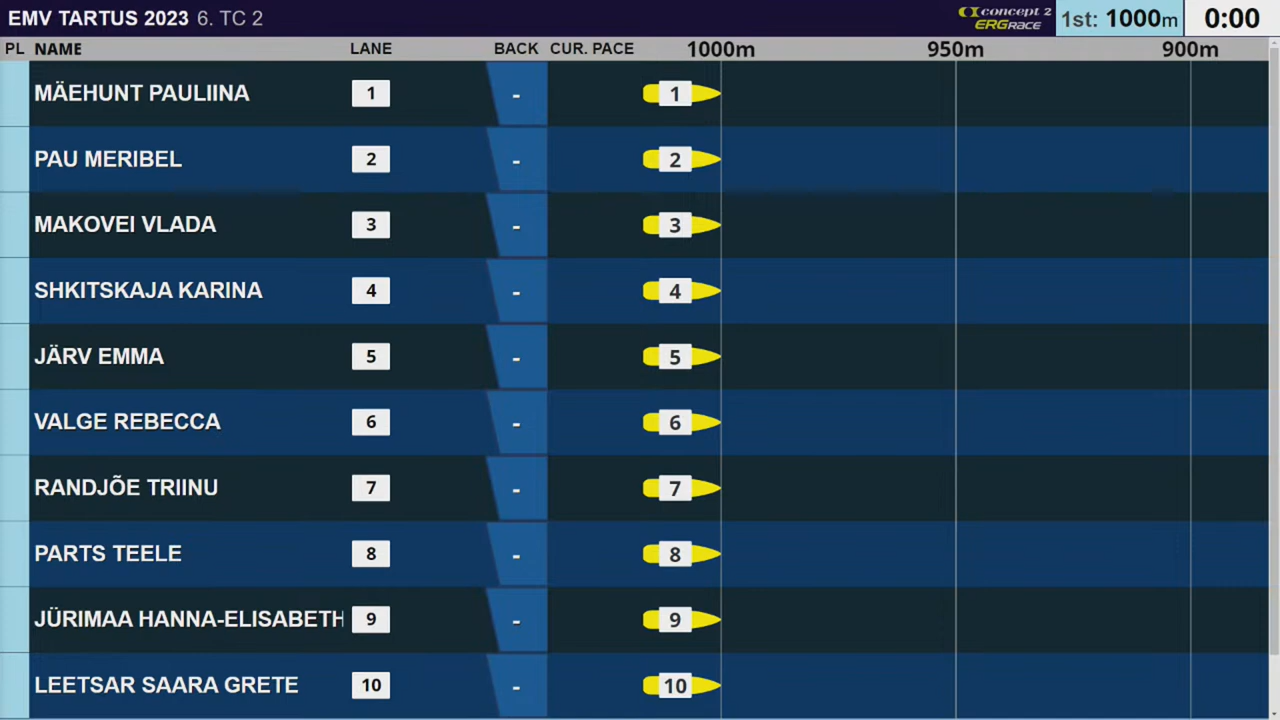 EMV TARTUS 2023 6. TC 2 concept 2 ERGRACE 1st: 1000m 0:00
PL NAME LANE BACK CUR. PACE 1000m 950m 900m
MÄEHUNT PAULIINA 1 - 1
PAU MERIBEL 2 - 2
MAKOVEI VLADA 3 - 3
SHKITSKAJA KARINA 4 - 4
JÄRV EMMA 5 - 5
VALGE REBECCA 6 - 6
RANDJÕE TRIINU 7 - 7
PARTS TEELE 8 - 8
JÜRIMAA HANNA-ELISABETH 9 - 9
LEETSAR SAARA GRETE 10 - 10